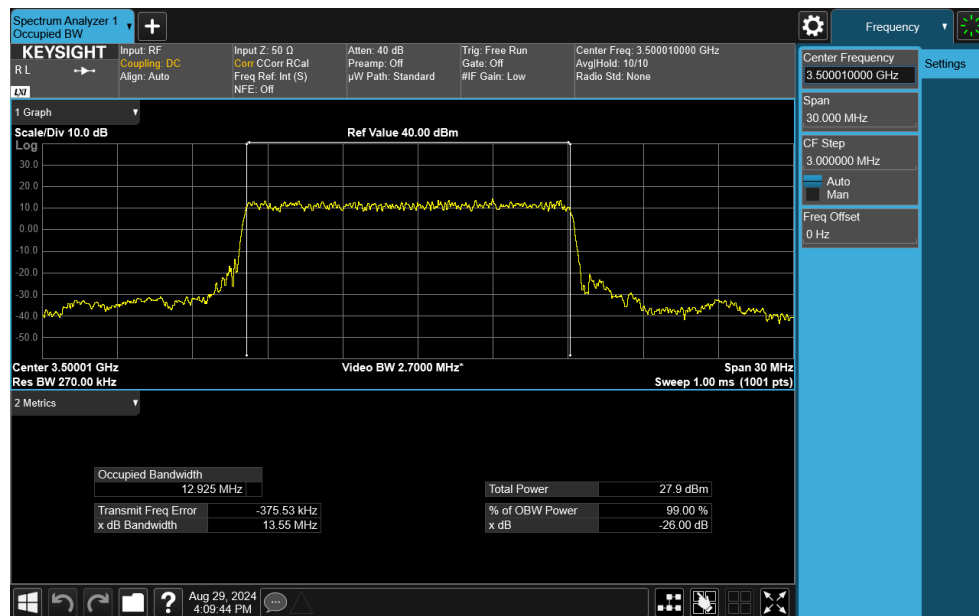 Spectrum Analyzer 1
Occupied BW
Frequency
KEYSIGHT
R L
LXI
Input: RF
Coupling: DC
Align: Auto
Input Z: 50 Ω
Corr CCorr RCal
Freq Ref: Int (S)
NFE: Off
Atten: 40 dB
Preamp: Off
µW Path: Standard
Trig: Free Run
Gate: Off
#IF Gain: Low
Center Freq: 3.500010000 GHz
Avg|Hold: 10/10
Radio Std: None
Center Frequency
3.500010000 GHz
Settings
Span
30.000 MHz
CF Step
3.000000 MHz
Auto
Man
Freq Offset
0 Hz
1 Graph
Scale/Div 10.0 dB
Ref Value 40.00 dBm
Log
30.0
20.0
10.0
0.00
-10.0
-20.0
-30.0
-40.0
-50.0
Center 3.50001 GHz
Video BW 2.7000 MHz*
Span 30 MHz
Res BW 270.00 kHz
Sweep 1.00 ms (1001 pts)
2 Metrics
Occupied Bandwidth
12.925 MHz
Total Power 27.9 dBm
Transmit Freq Error -375.53 kHz
% of OBW Power 99.00 %
x dB Bandwidth 13.55 MHz
x dB -26.00 dB
?
Aug 29, 2024
4:09:44 PM